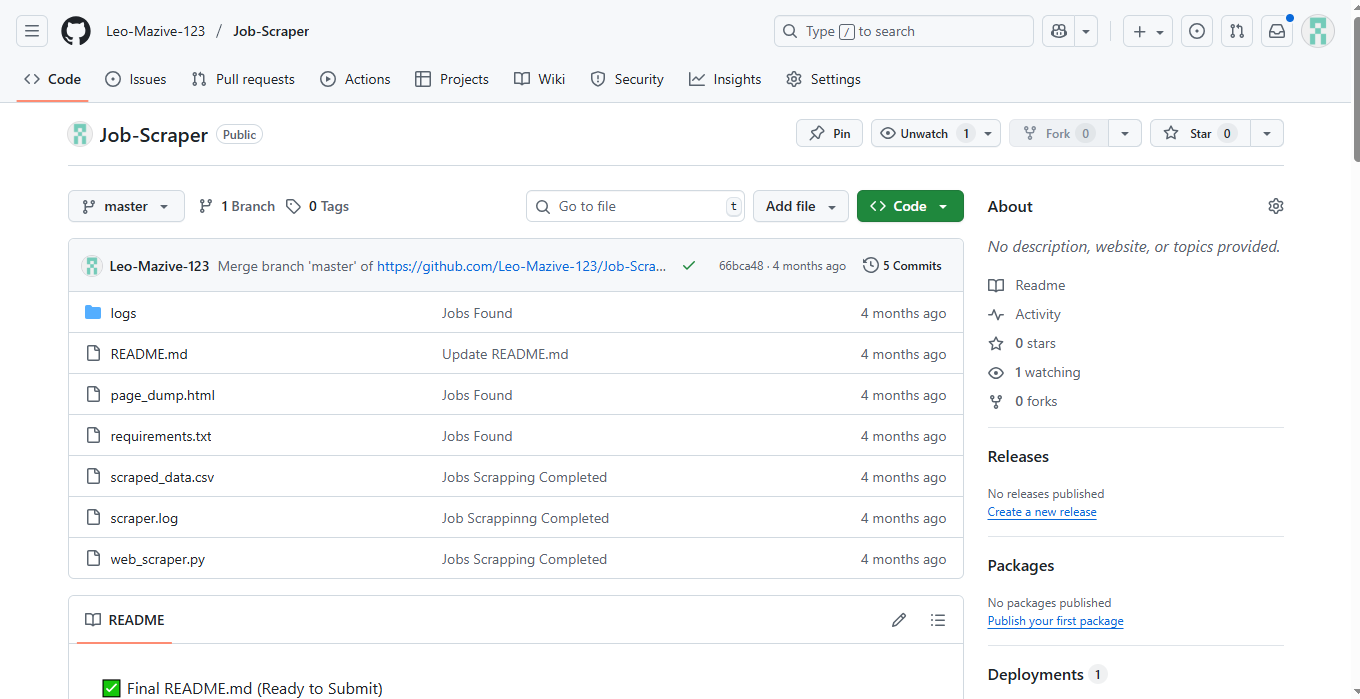 Leo-Mazive-123 / Job-Scraper
Type / to search
Code Issues Pull requests Actions Projects Wiki Security Insights Settings
Job-Scraper Public
Pin Unwatch 1 Fork 0 Star 0
master 1 Branch 0 Tags Go to file t Add file Code
Leo-Mazive-123 Merge branch 'master' of https://github.com/Leo-Mazive-123/Job-Scra... 66bca48 · 4 months ago 5 Commits
logs Jobs Found 4 months ago
README.md Update README.md 4 months ago
page_dump.html Jobs Found 4 months ago
requirements.txt Jobs Found 4 months ago
scraped_data.csv Jobs Scrapping Completed 4 months ago
scraper.log Job Scrappinng Completed 4 months ago
web_scraper.py Jobs Scrapping Completed 4 months ago
README
Final README.md (Ready to Submit)
About
No description, website, or topics provided.
Readme
Activity
0 stars
1 watching
0 forks
Releases
No releases published
Create a new release
Packages
No packages published
Publish your first package
Deployments 1